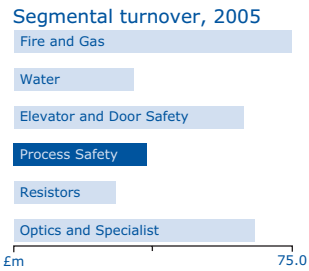 Segmental turnover, 2005
Fire and Gas
Water
Elevator and Door Safety
Process Safety
Resistors
Optics and Specialist
£m 75.0